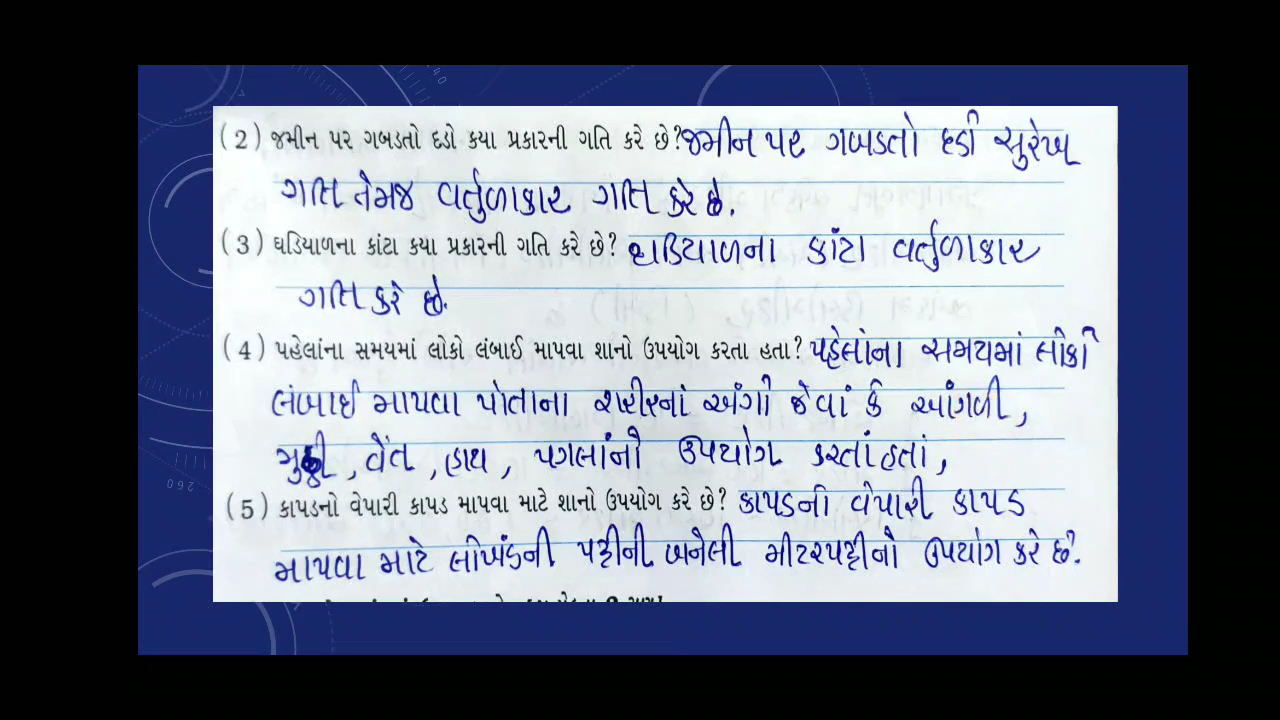 (2) જમીન પર ગબડતો દડો કયા પ્રકારની ગતિ કરે છે? જમીન પર ગબડતો દડો સુરેખ
ગતિ તેમજ વર્તુળાકાર ગતિ કરે છે.
(3) ઘડિયાળના કાંટા કયા પ્રકારની ગતિ કરે છે? ઘડિયાળના કાંટા વર્તુળાકાર
ગતિ કરે છે.
(4) પહેલાંના સમયમાં લોકો લંબાઈ માપવા શાનો ઉપયોગ કરતા હતા? પહેલાંના સમયમાં લોકો
લંબાઈ માપવા પોતાના શરીરનાં અંગો જેવાં કે આંગળી,
મુઠ્ઠી, વેંત, હાથ, પગલાંનો ઉપયોગ કરતાં હતાં,
(5) કાપડનો વેપારી કાપડ માપવા માટે શાનો ઉપયોગ કરે છે? કાપડનો વેપારી કાપડ
માપવા માટે લોખંડની પટ્ટીની બનેલી મીટરપટ્ટીનો ઉપયોગ કરે છે.
260
40